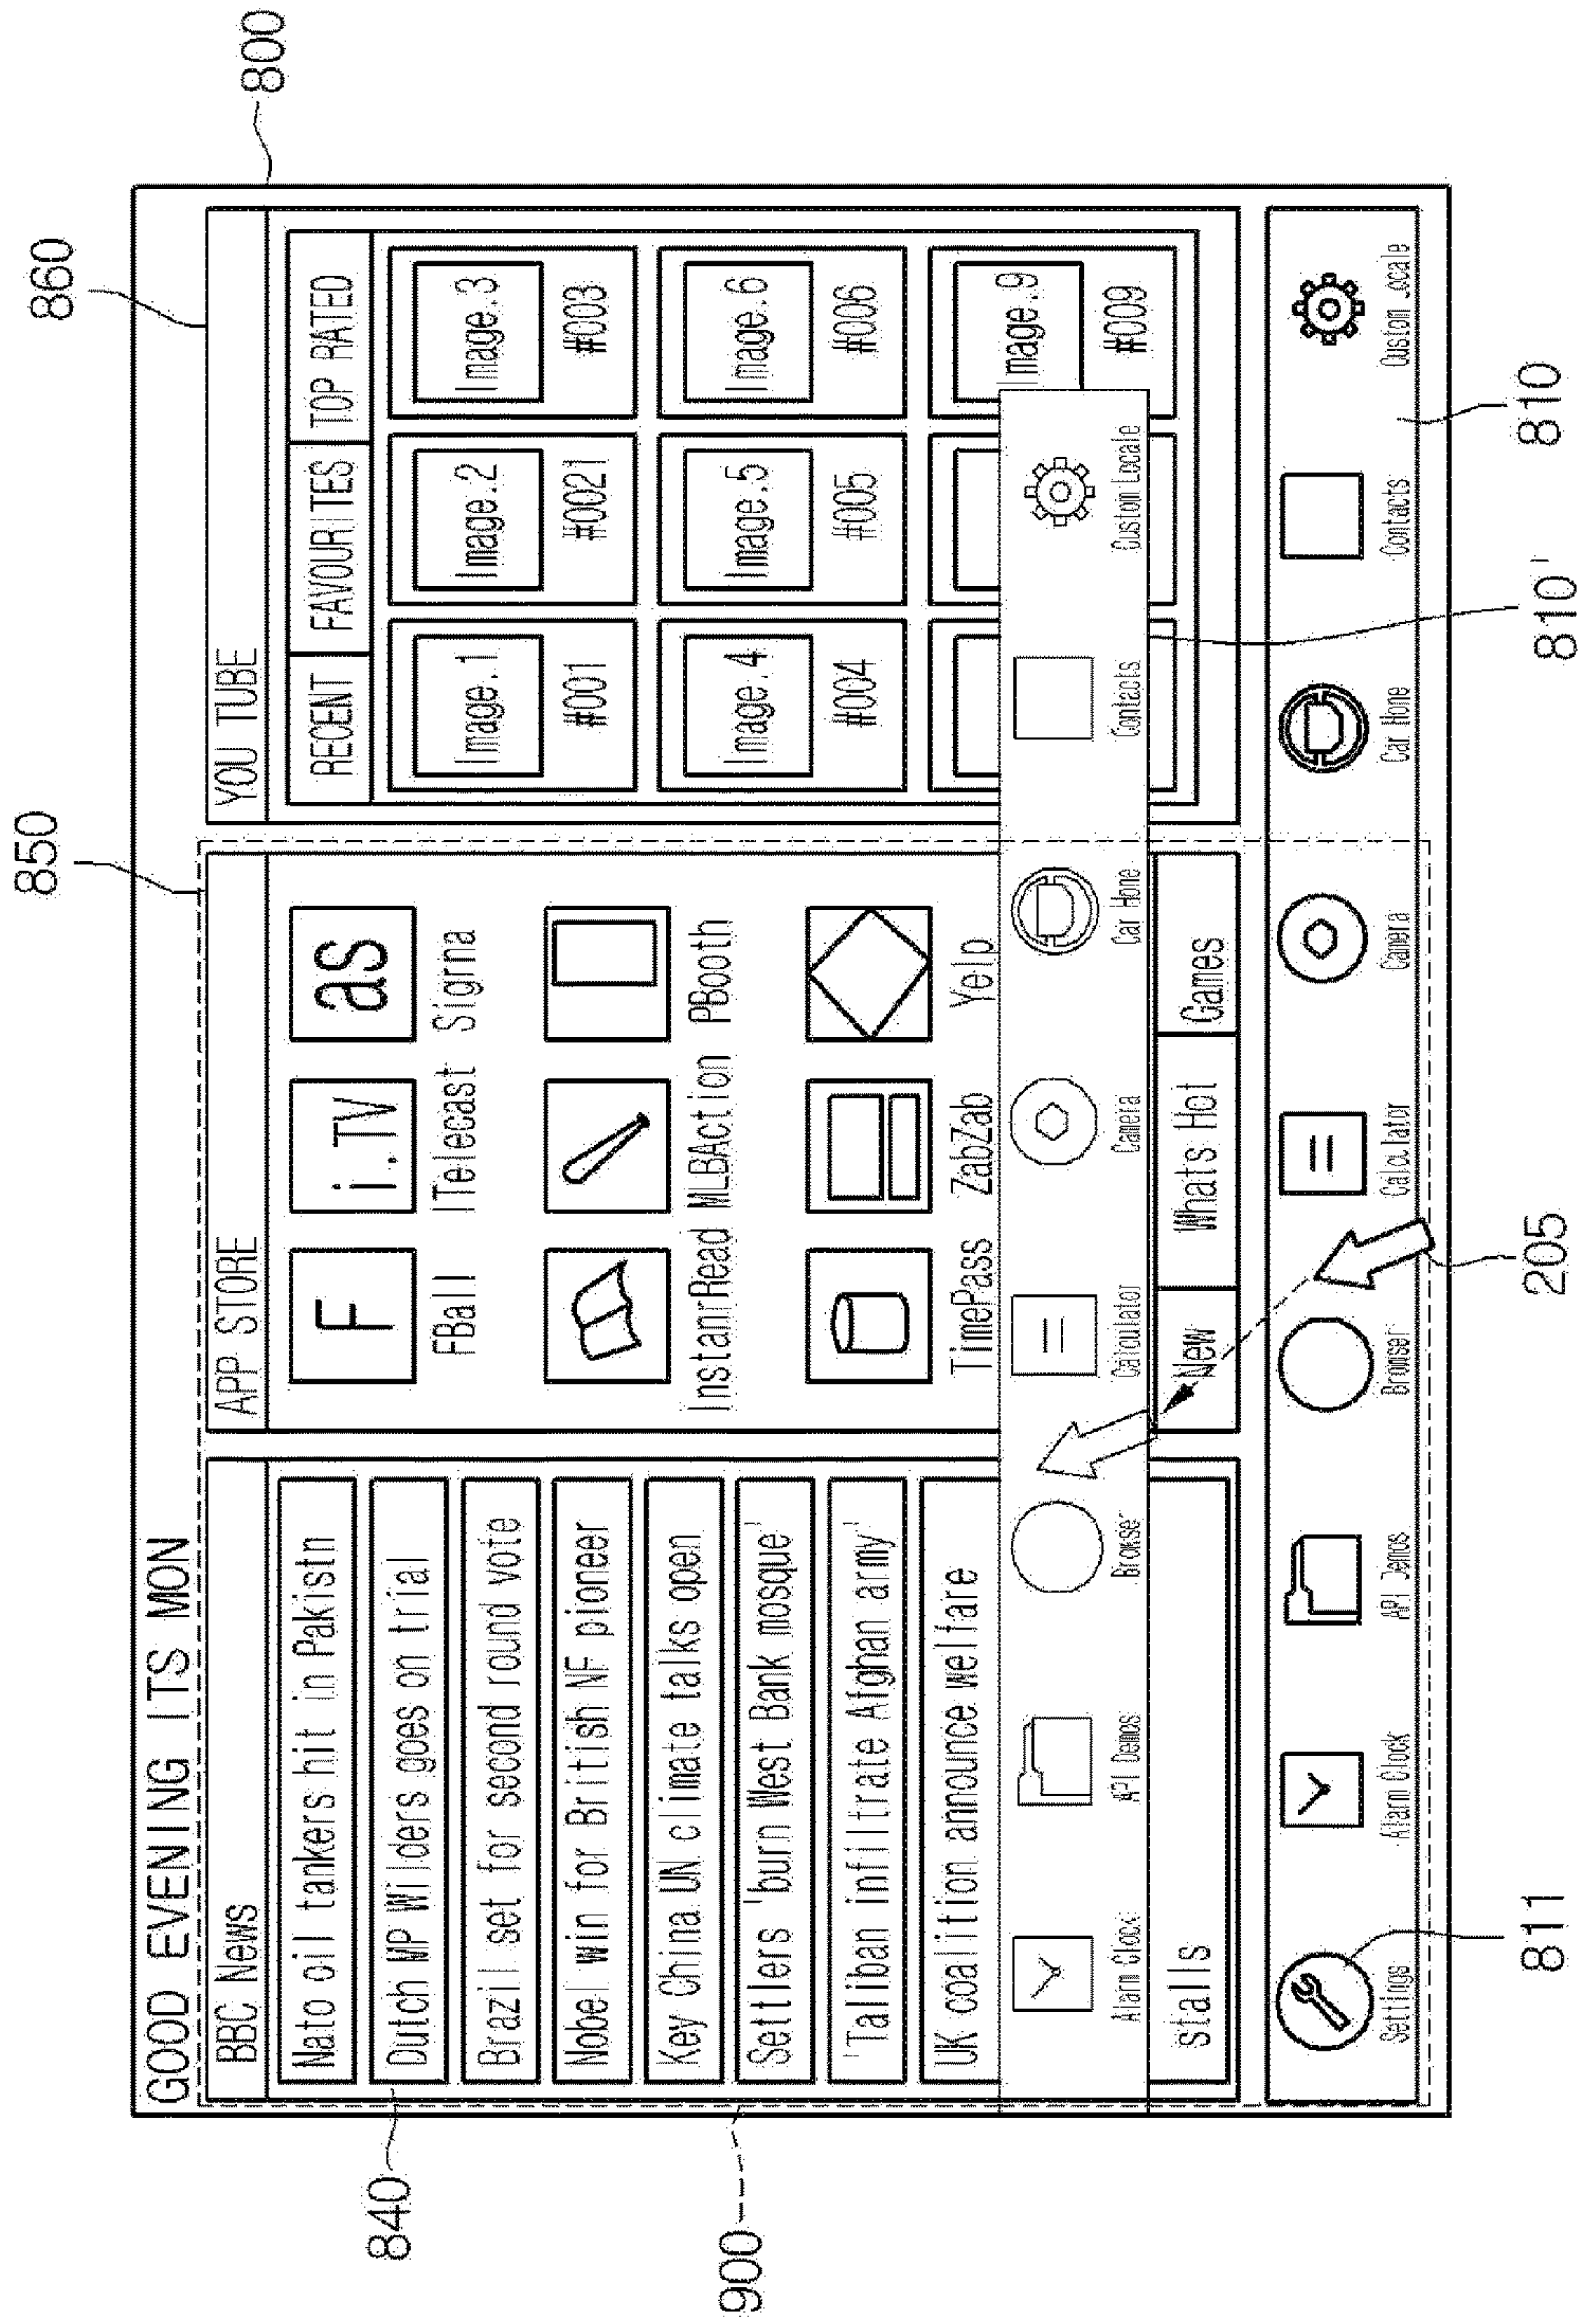 800
860
850
GOOD EVENING ITS MON
BBC News
Nato oil tankers hit in Pakistn
Dutch MP Wilders goes on trial
Brazil set for second round vote
Nobel win for British NF pioneer
Key China UN climate talks open
Settlers 'burn West Bank mosque'
'Taliban infiltrate Afghan army'
UK coalition announce welfare
stalls
APP STORE
F
i.TV
as
FBall
ITelecast
Sigrna
InstanrRead
MLBAction
PBooth
TimePass
ZabZab
Yelp
New
Whats Hot
Games
YOU TUBE
RECENT
FAVOURITES
TOP RATED
Image.1
Image.2
Image.3
#001
#0021
#003
Image.4
Image.5
Image.6
#004
#005
#006
Image.9
#009
Alarm Clock
API Demos
Browse
Calculator
Camera
Car Hone
Contacts
Custom Locale
Settings
Alarm Clock
API Demos
Browser
Calculator
Camera
Car Hone
Contacts
Custom Locale
840
900
811
205
810'
810